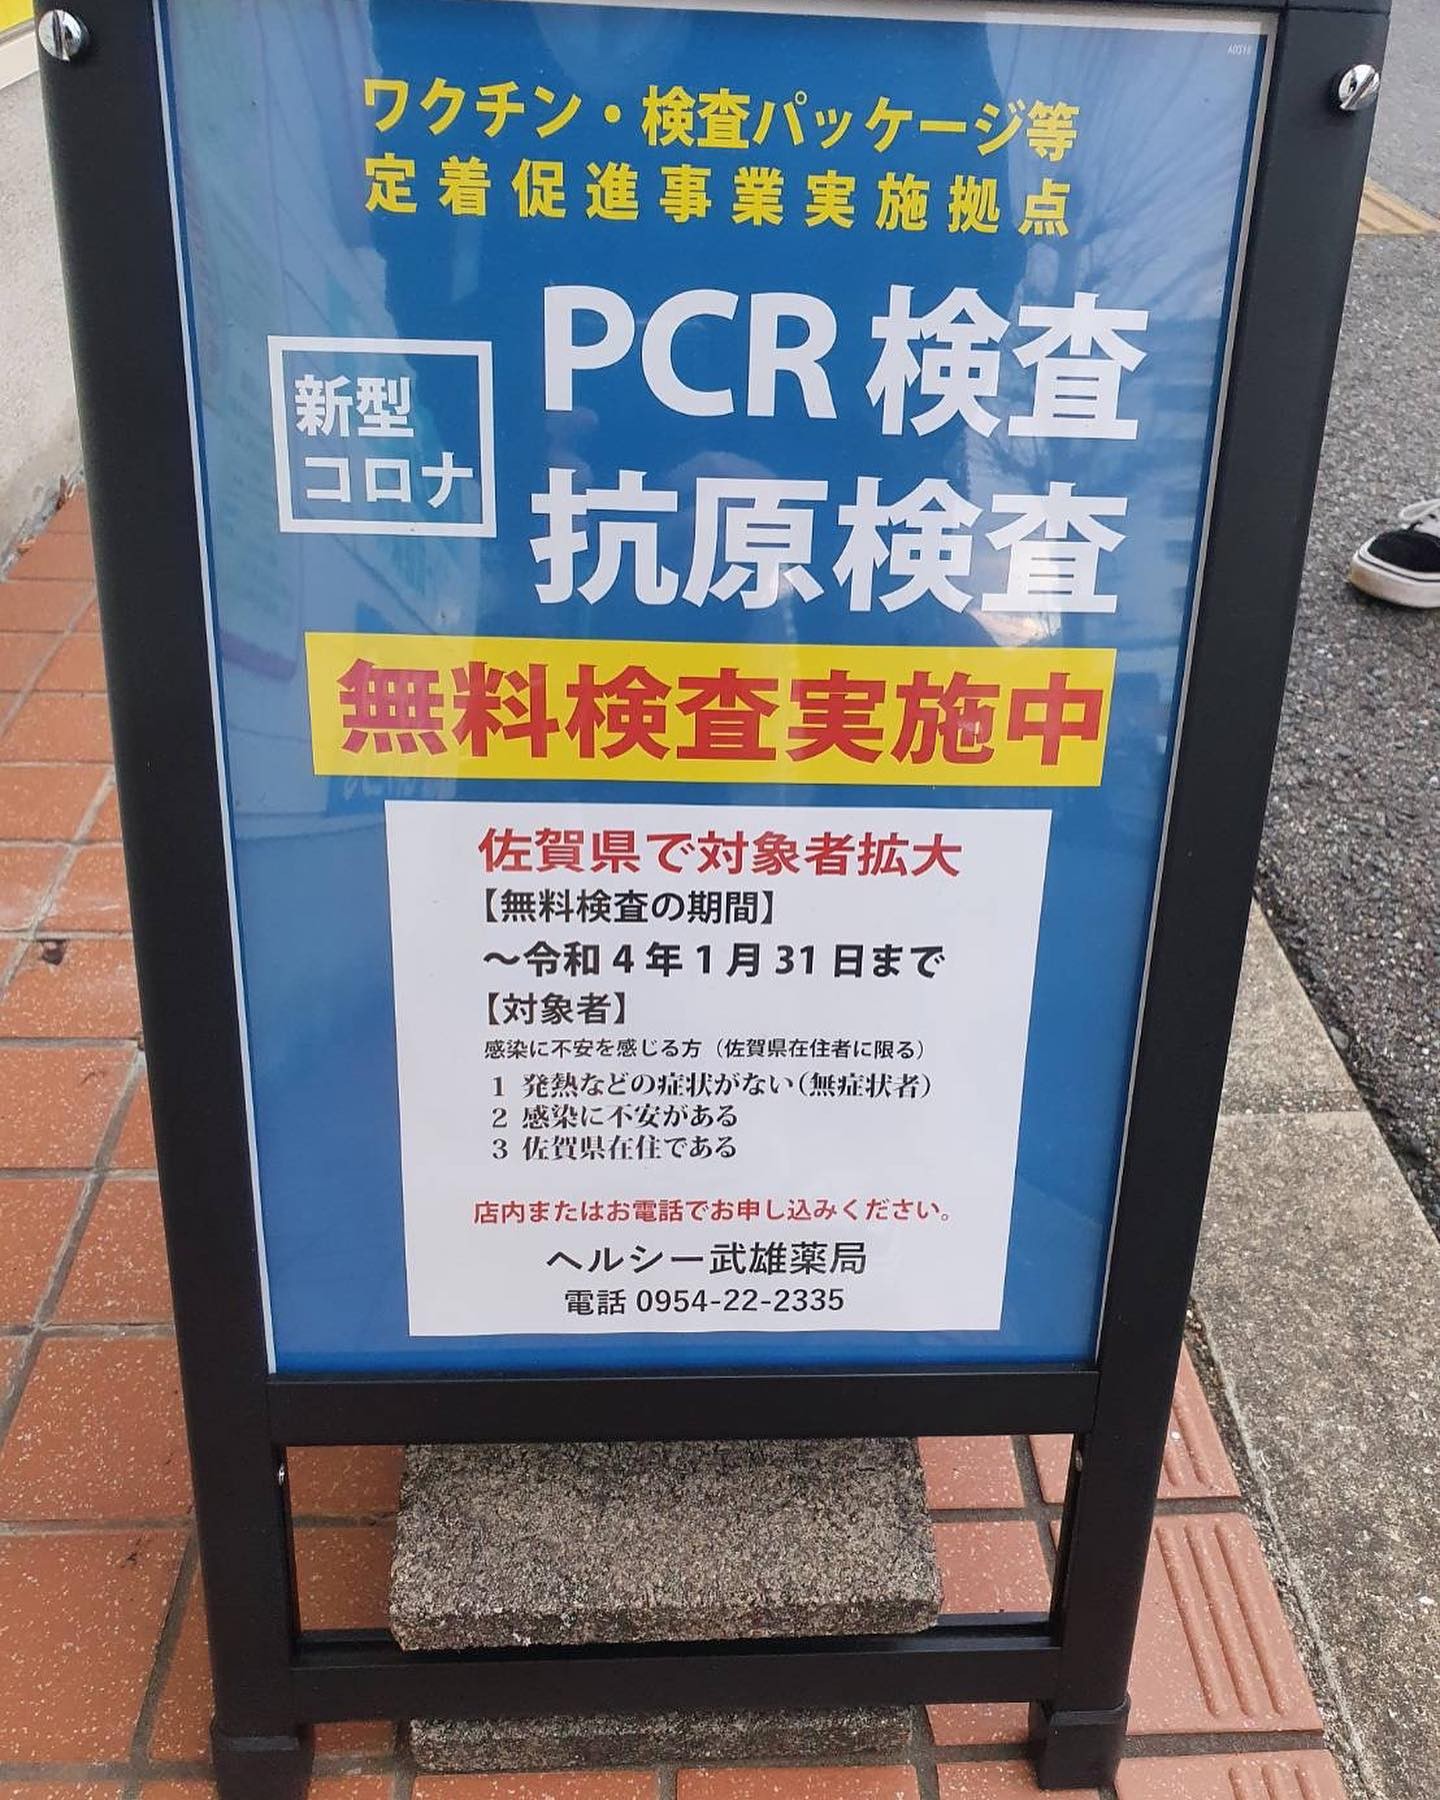 ワクチン・検査パッケージ等
定着促進事業実施拠点
新型
コロナ
PCR検査
抗原検査
無料検査実施中
佐賀県で対象者拡大
【無料検査の期間】
～令和4年1月31日まで
【対象者】
感染に不安を感じる方（佐賀県在住者に限る）
1 発熱などの症状がない（無症状者）
2 感染に不安がある
3 佐賀県在住である
店内またはお電話でお申し込みください。
ヘルシー武雄薬局
電話 0954-22-2335